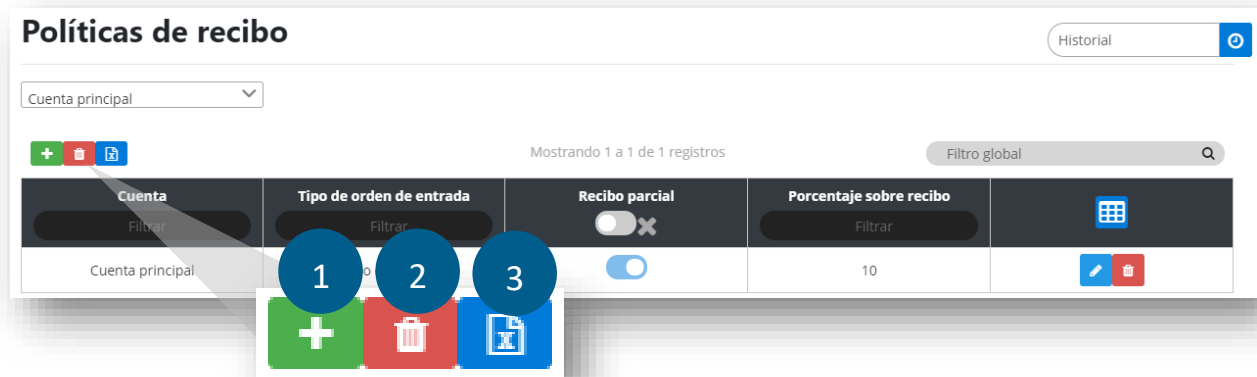 Políticas de recibo
Historial
Cuenta principal
Mostrando 1 a 1 de 1 registros
Filtro global
Cuenta Tipo de orden de entrada Recibo parcial Porcentaje sobre recibo
Filtrar Filtrar Filtrar
Cuenta principal 10
1 2 3